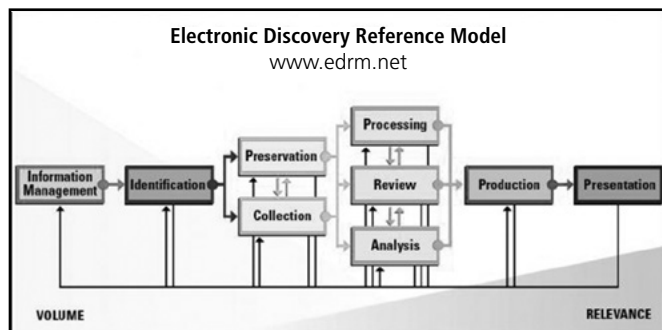 Electronic Discovery Reference Model
www.edrm.net
Information
Management
Identification
Preservation
Collection
Processing
Review
Analysis
Production
Presentation
VOLUME
RELEVANCE